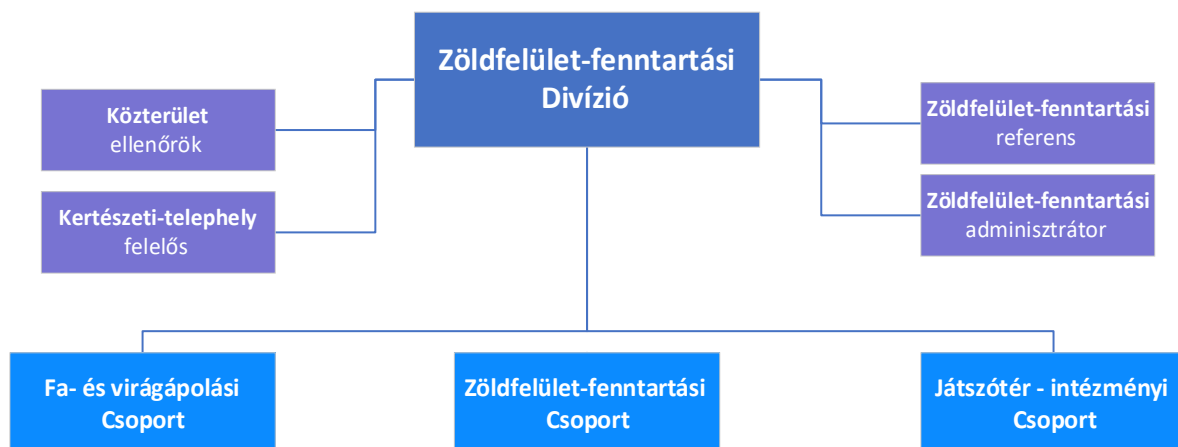 Zöldfelület-fenntartási
Divízió
Közterület
ellenőrök
Kertészeti-telephely
felelős
Zöldfelület-fenntartási
referens
Zöldfelület-fenntartási
adminisztrátor
Fa- és virágápolási
Csoport
Zöldfelület-fenntartási
Csoport
Játszótér - intézményi
Csoport